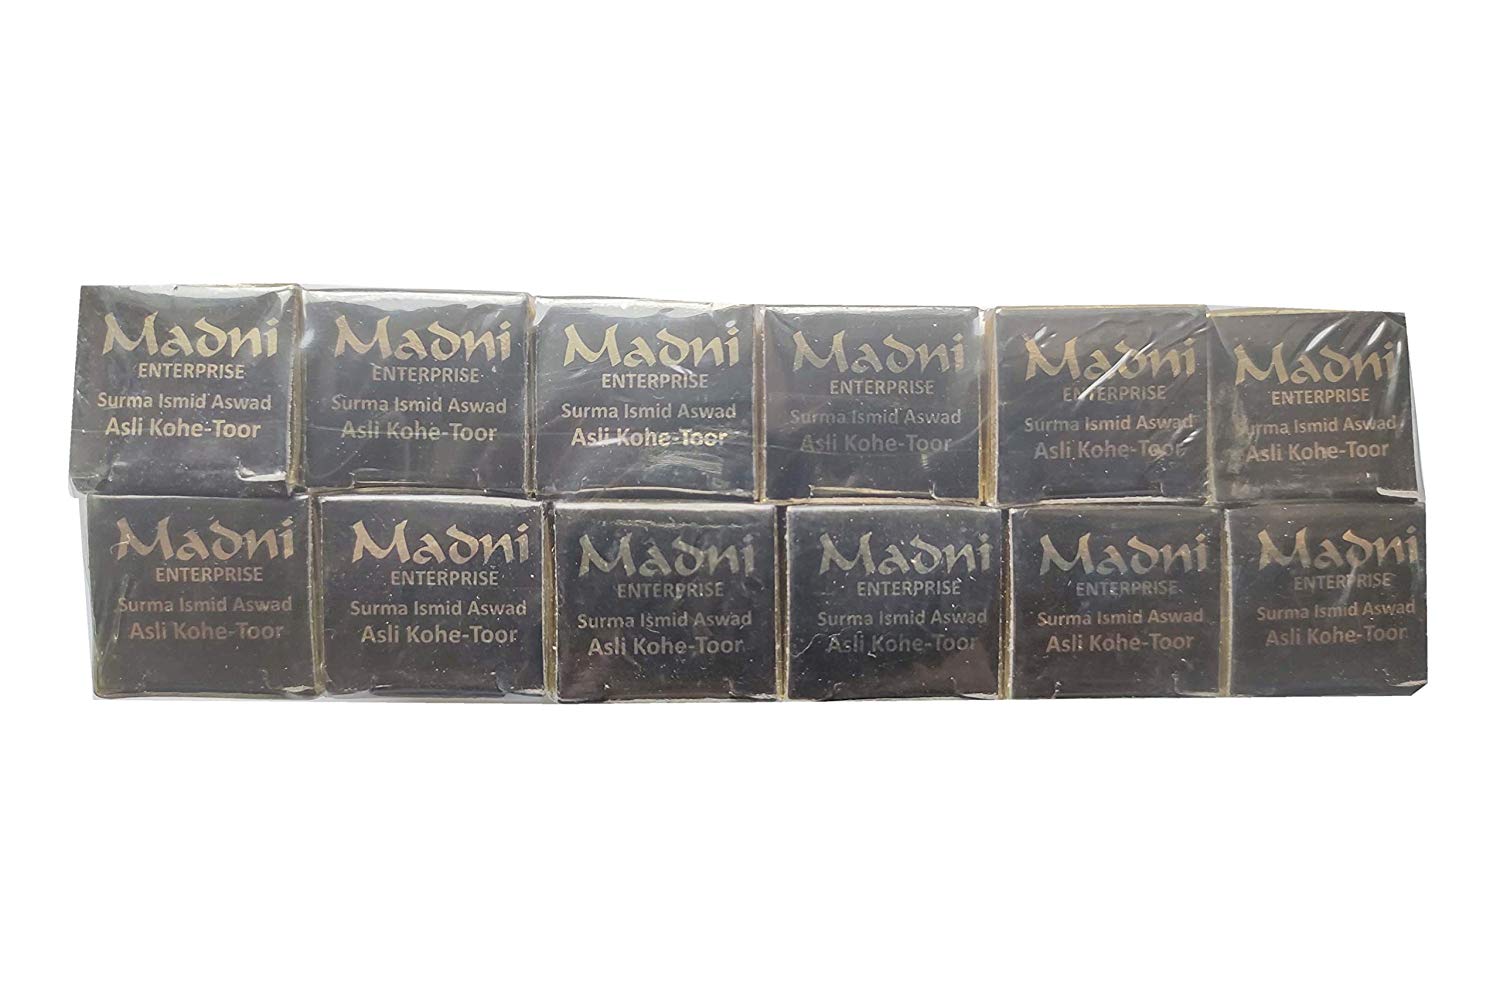 Madni
ENTERPRISE
Surma Ismid Aswad
Asli Kohe-Toor
Madni
ENTERPRISE
Surma Ismid Aswad
Asli Kohe-Toor
Madni
ENTERPRISE
Surma Ismid Aswad
Asli Kohe-Toor
Madni
ENTERPRISE
Surma Ismid Aswad
Asli Kohe-Toor
Madni
ENTERPRISE
Surma Ismid Aswad
Asli Kohe-Toor
Madni
ENTERPRISE
Surma Ismid Aswad
Asli Kohe-Toor
Madni
ENTERPRISE
Surma Ismid Aswad
Asli Kohe-Toor
Madni
ENTERPRISE
Surma Ismid Aswad
Asli Kohe-Toor
Madni
ENTERPRISE
Surma Ismid Aswad
Asli Kohe-Toor
Madni
ENTERPRISE
Surma Ismid Aswad
Asli Kohe-Toor
Madni
ENTERPRISE
Surma Ismid Aswad
Asli Kohe-Toor
Madni
ENTERPRISE
Surma Ismid Aswad
Asli Kohe-Toor